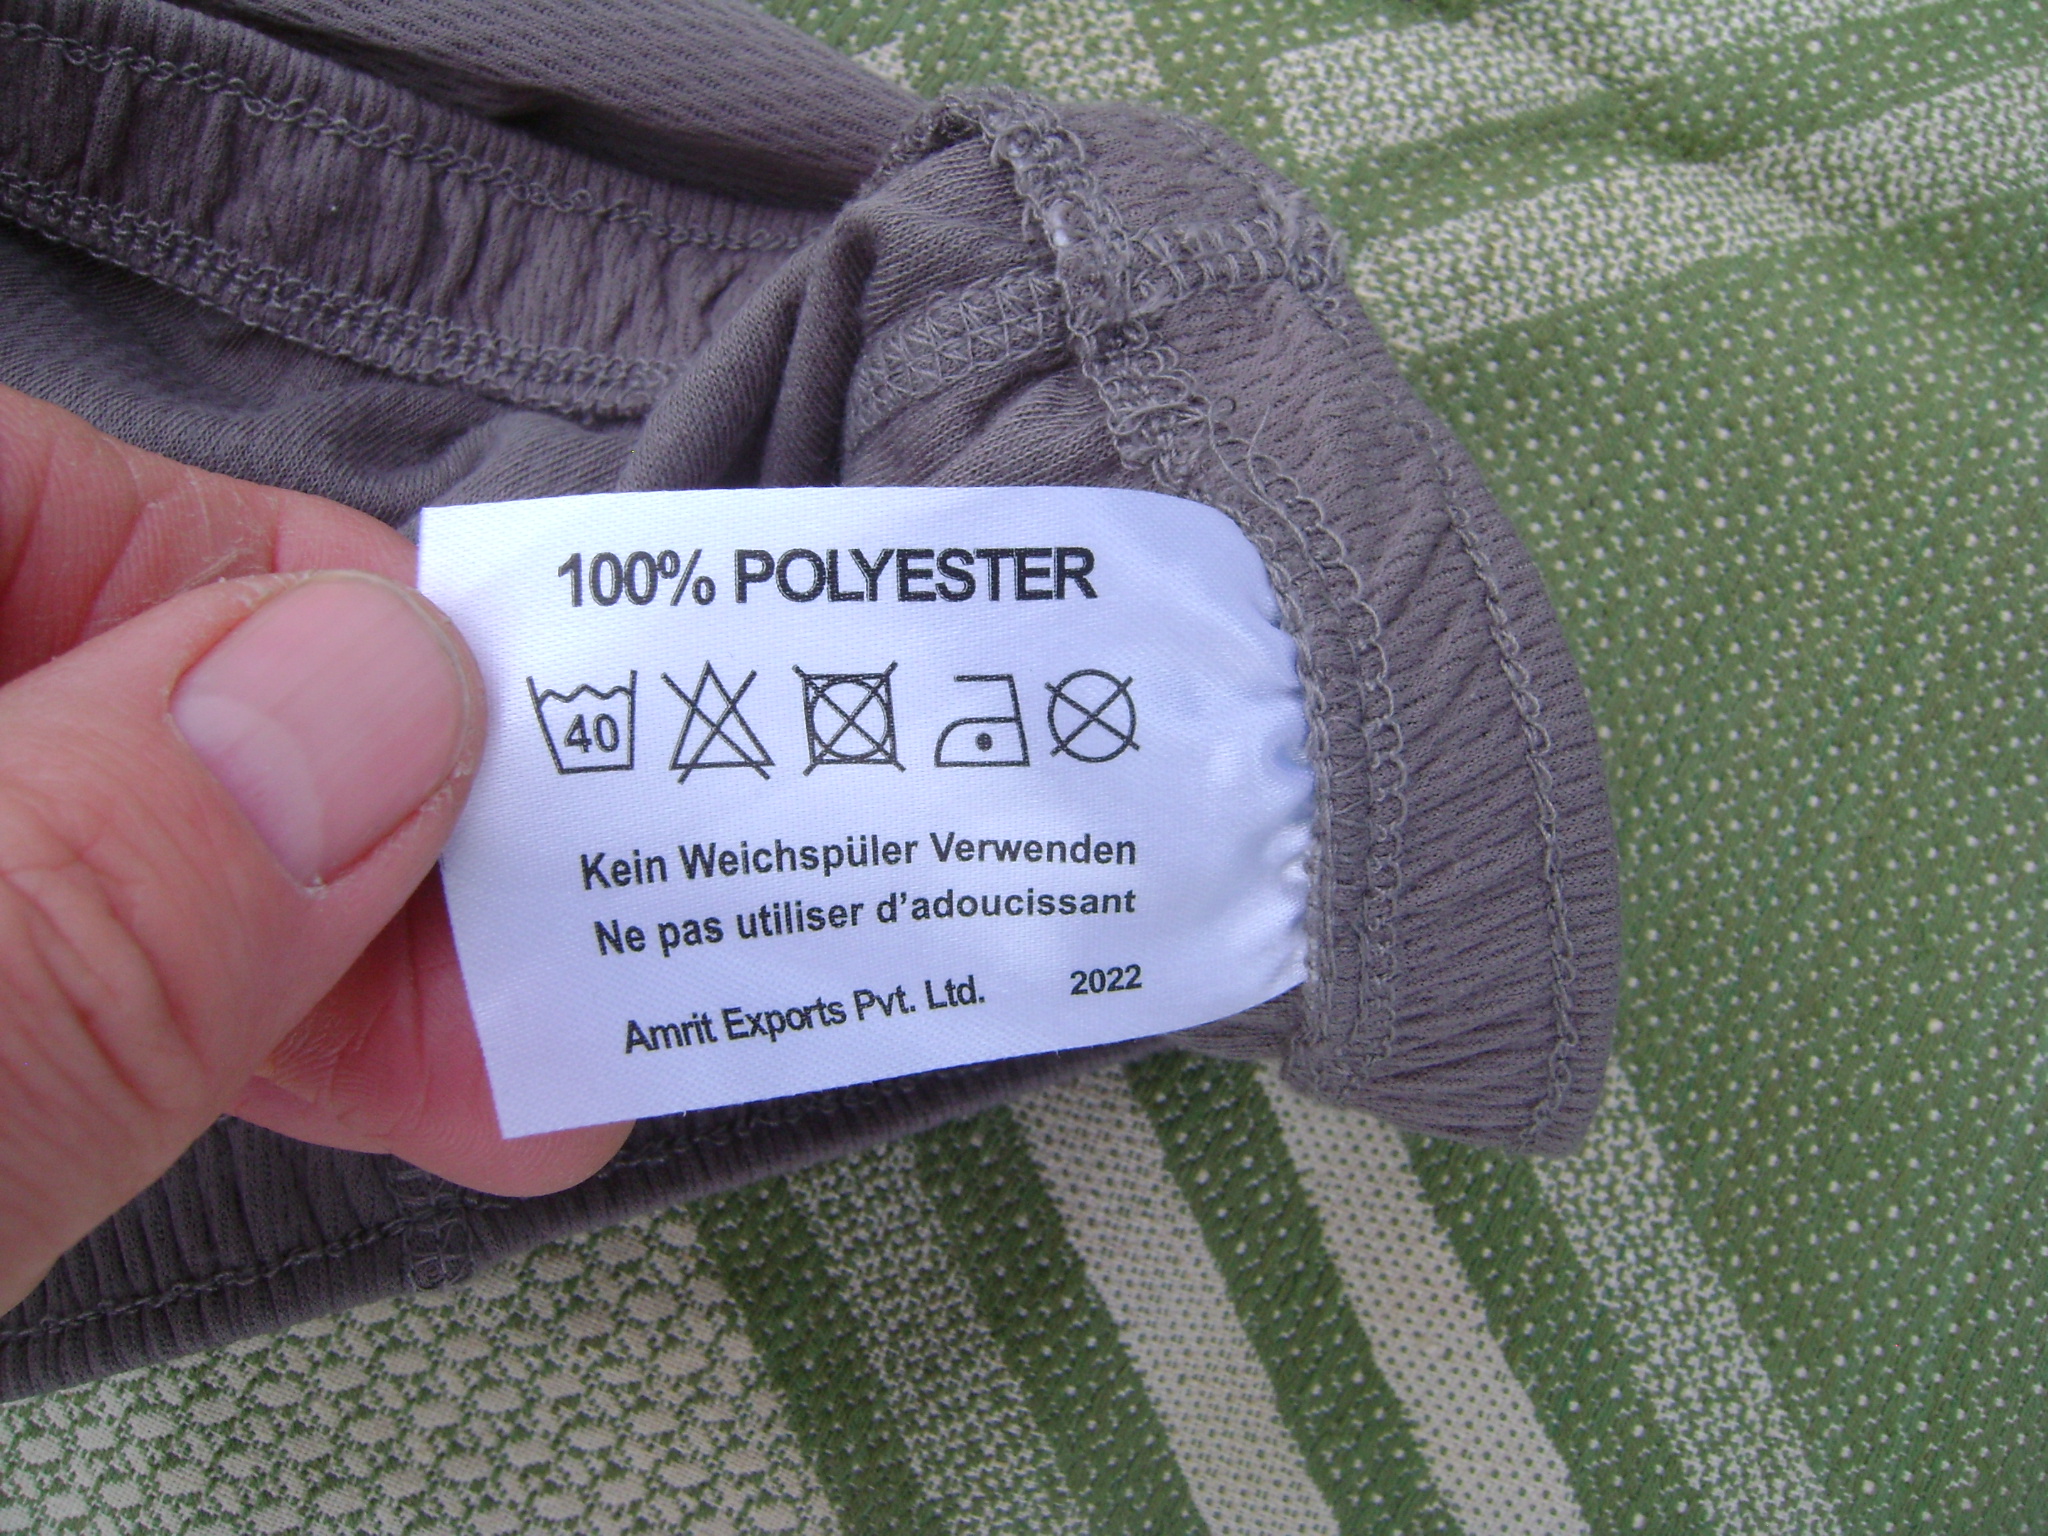 100% POLYESTER
40
Kein Weichspüler Verwenden
Ne pas utiliser d’adoucissant
Amrit Exports Pvt. Ltd. 2022